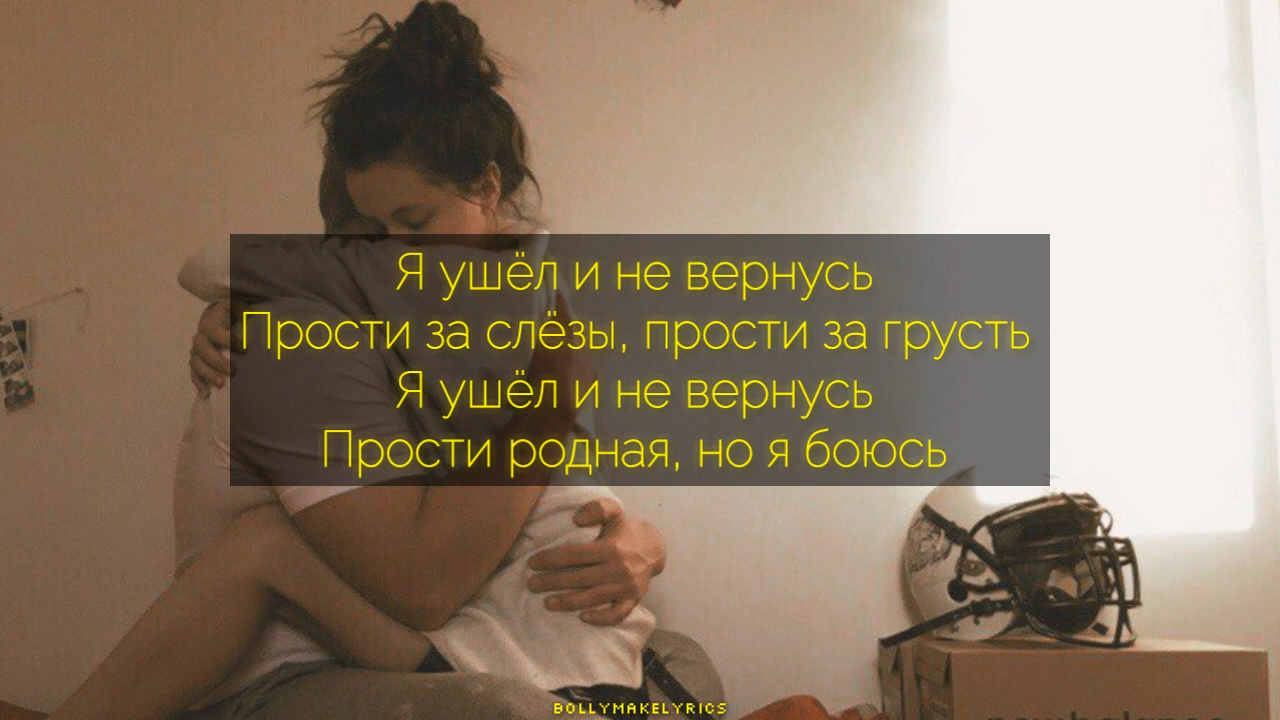 Я ушёл и не вернусь
Прости за слёзы, прости за грусть
Я ушёл и не вернусь
Прости родная, но я боюсь
BOLLYMAKELYRICS